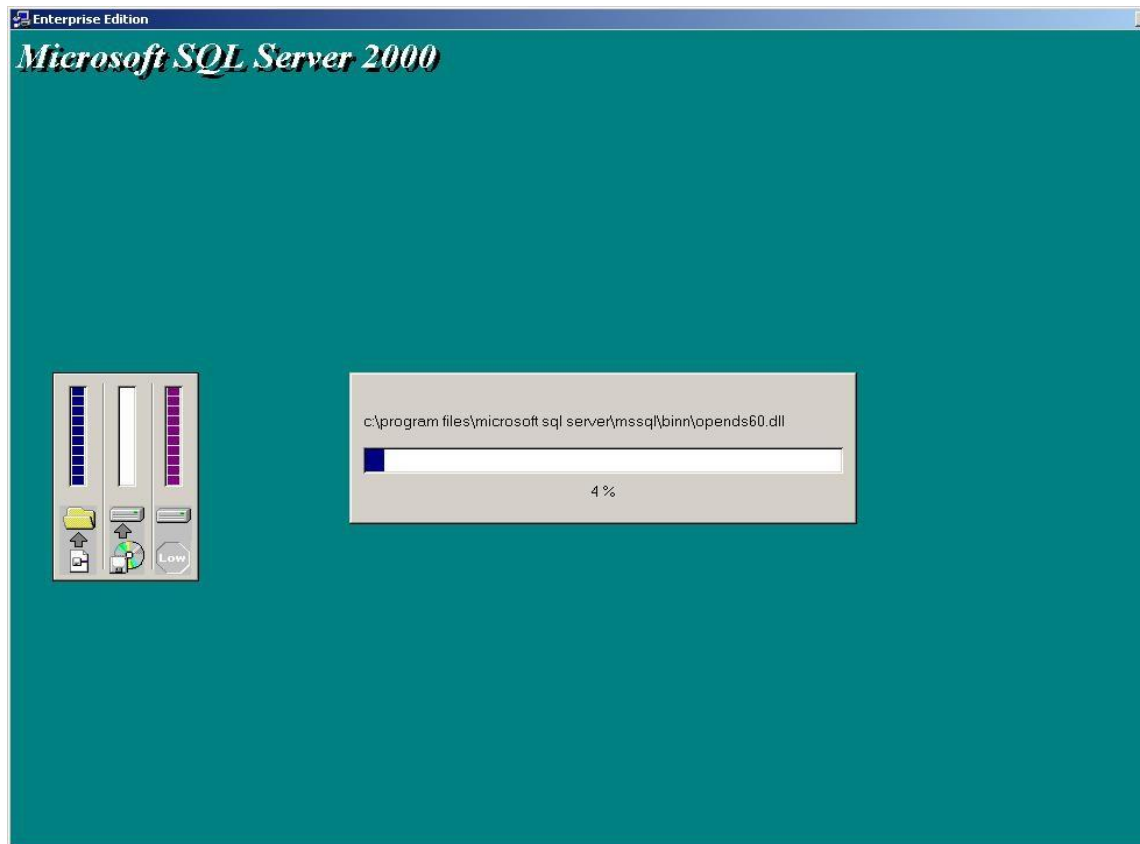 Enterprise Edition
Microsoft SQL Server 2000
c:\program files\microsoft sql server\mssql\binn\opends60.dll
4 %
Low